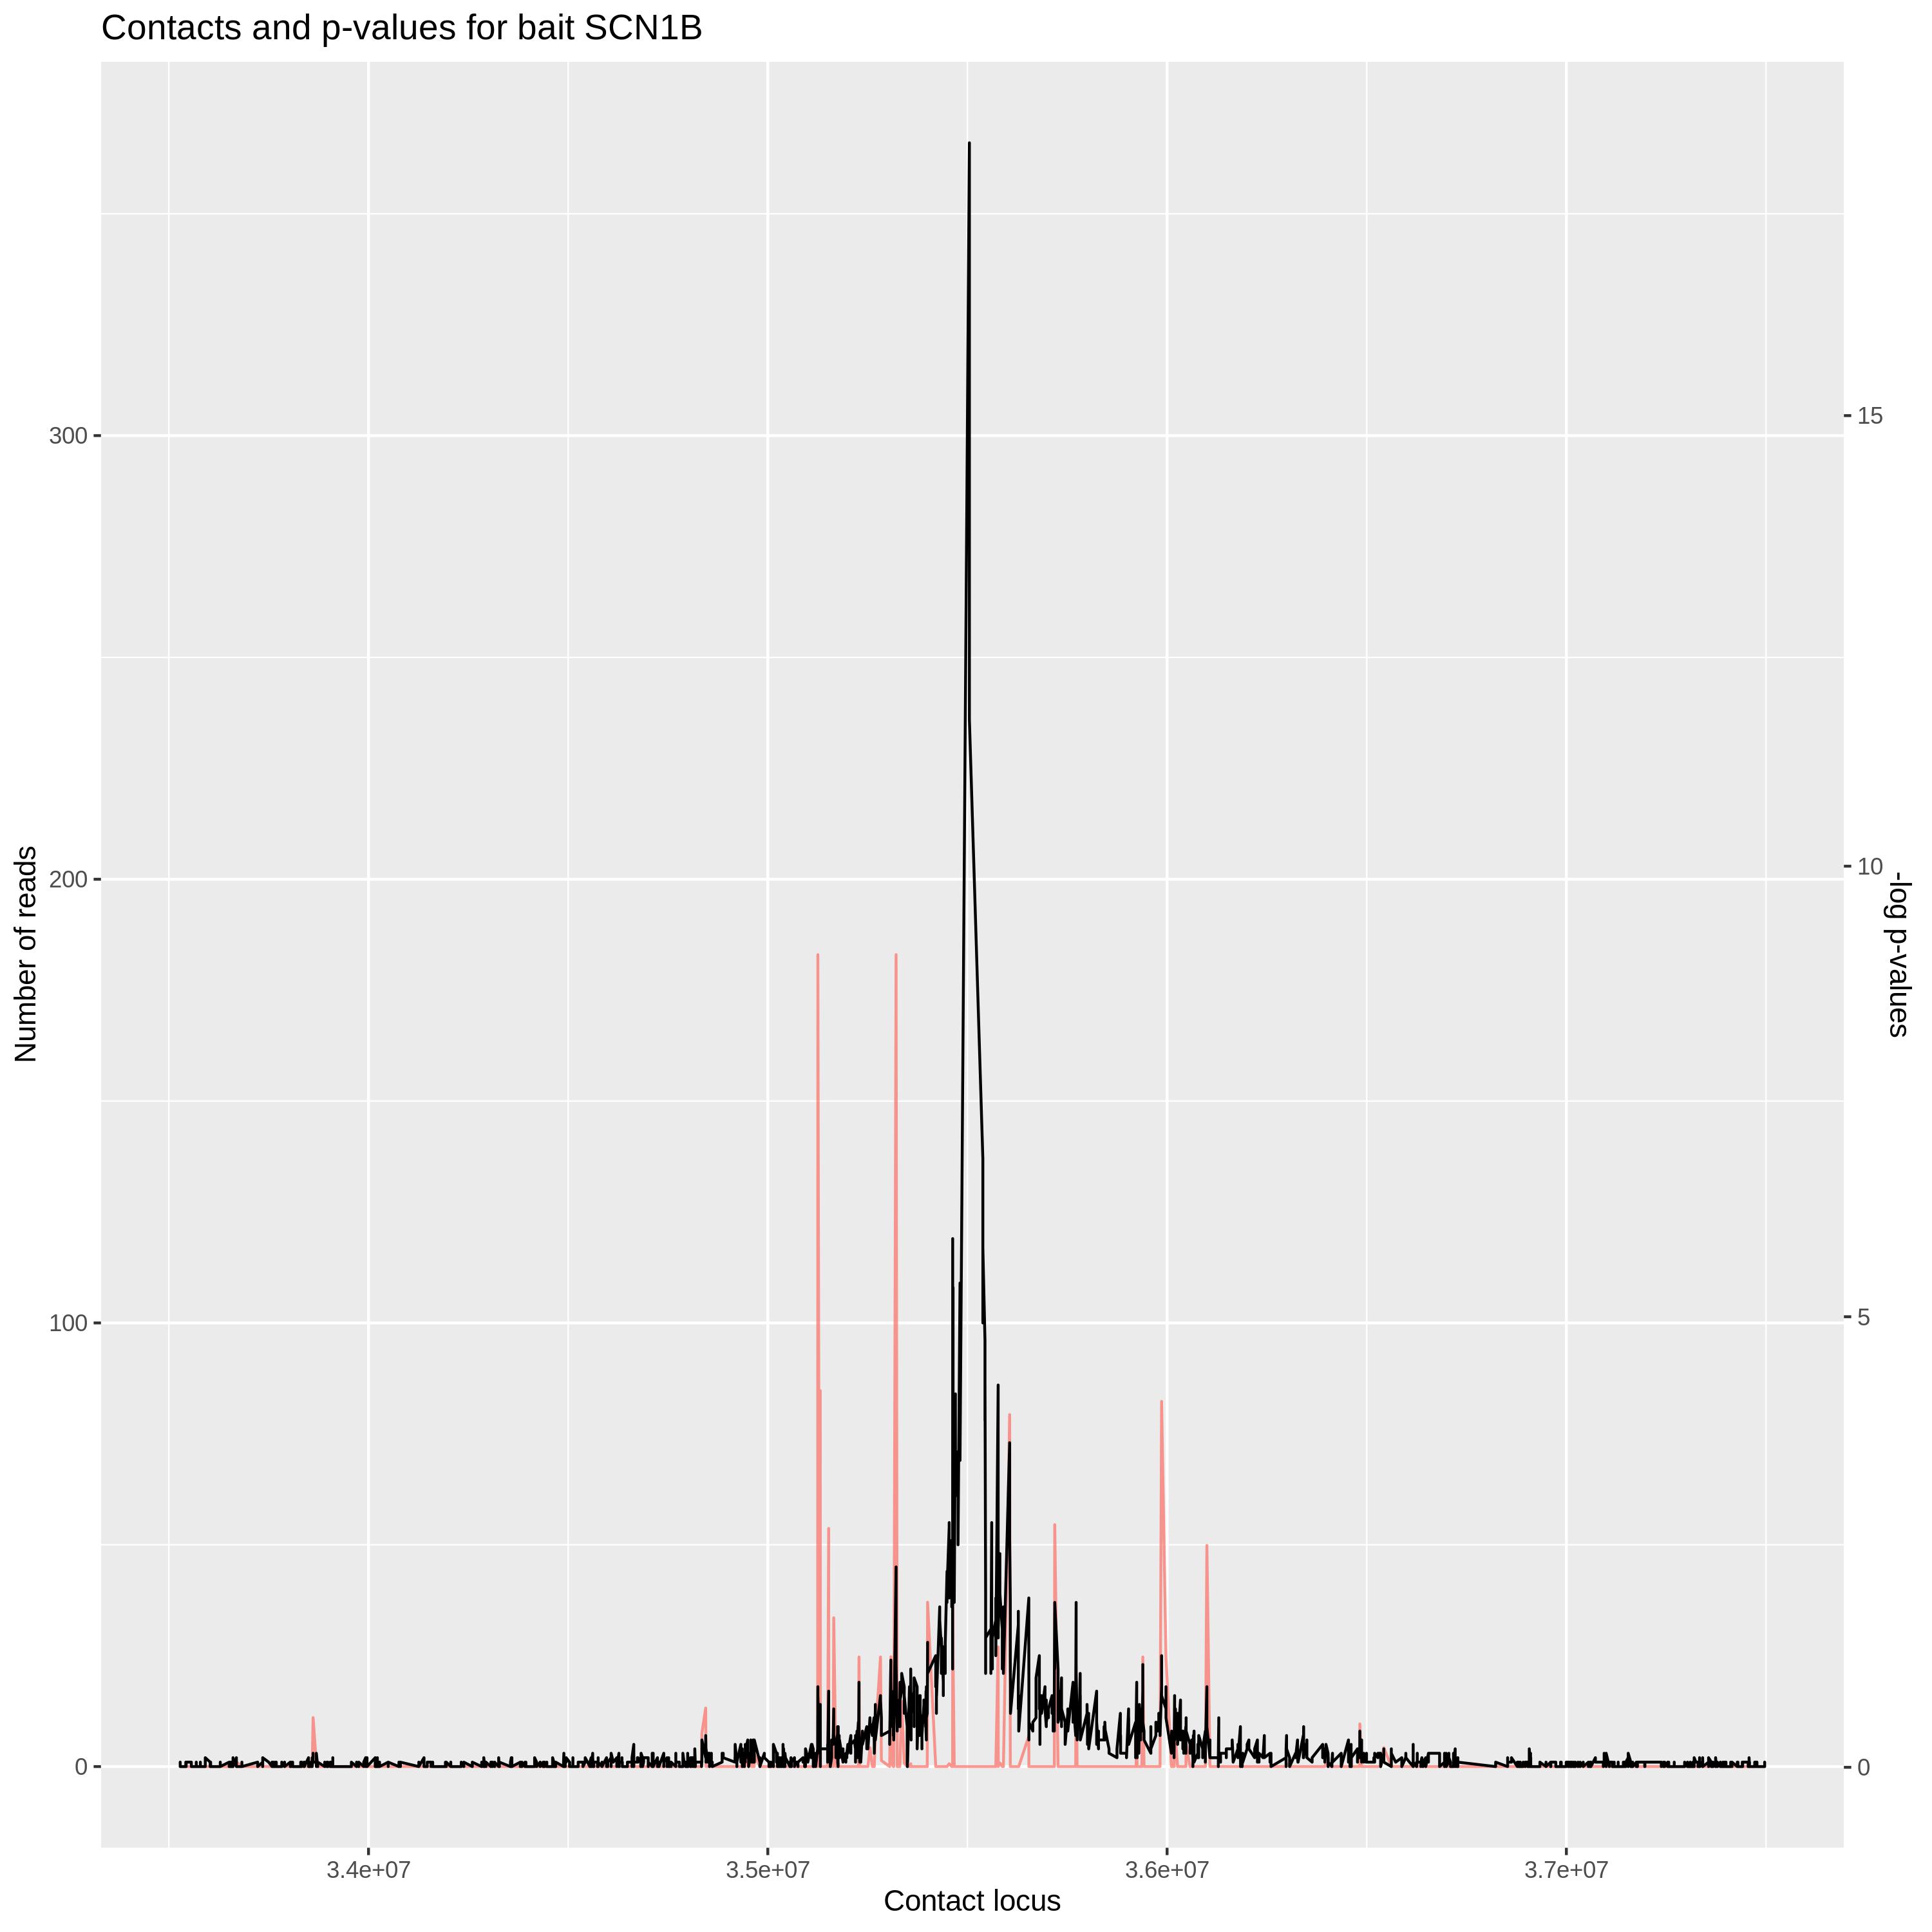 Contacts and p-values for bait SCN1B
Number of reads
300
200
100
0
15
10
5
0
-log p-values
3.4e+07
3.5e+07
3.6e+07
3.7e+07
Contact locus